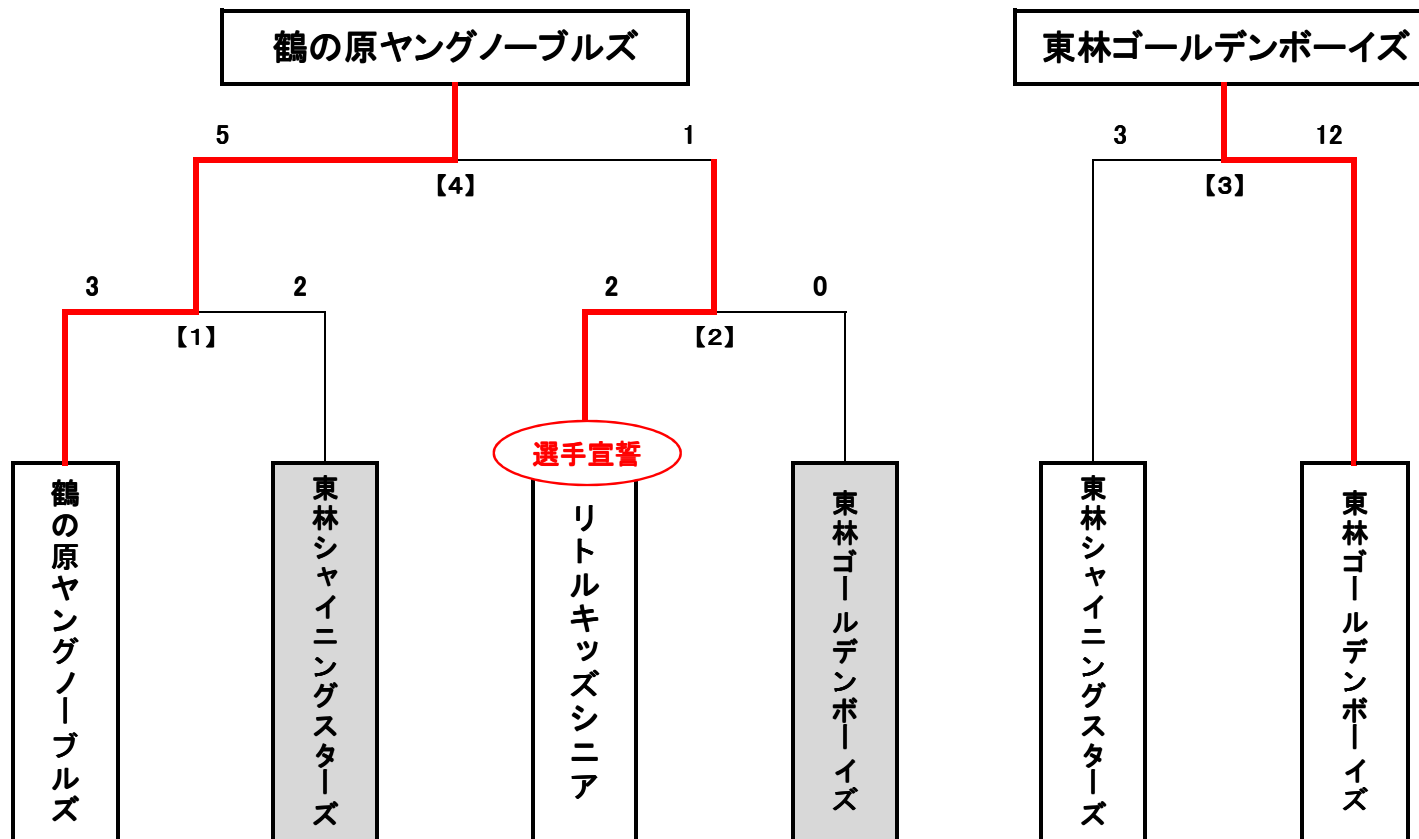 鶴の原ヤングノーブルズ
東林ゴールデンボーイズ
5
1
3
12
【4】
【3】
3
2
2
0
【1】
【2】
選手宣誓
鶴の原ヤングノーブルズ
東林シャイニングスターズ
リトルキッズシニア
東林ゴールデンボーイズ
東林シャイニングスターズ
東林ゴールデンボーイズ